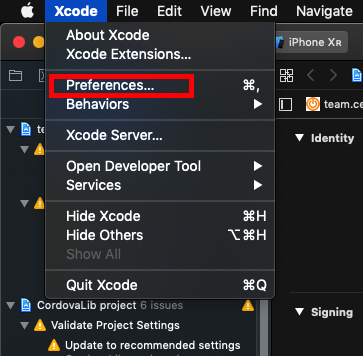 Xcode File Edit View Find Navigate
iPhone XR
About Xcode
Xcode Extensions...
Preferences... ⌘,
Behaviors
Xcode Server...
Open Developer Tool
Services
Hide Xcode ⌘H
Hide Others ⌥⌘H
Show All
Quit Xcode ⌘Q
team.ce
Identity
Signing
te
CordovaLib project 6 issues
Validate Project Settings
Update to recommended settings